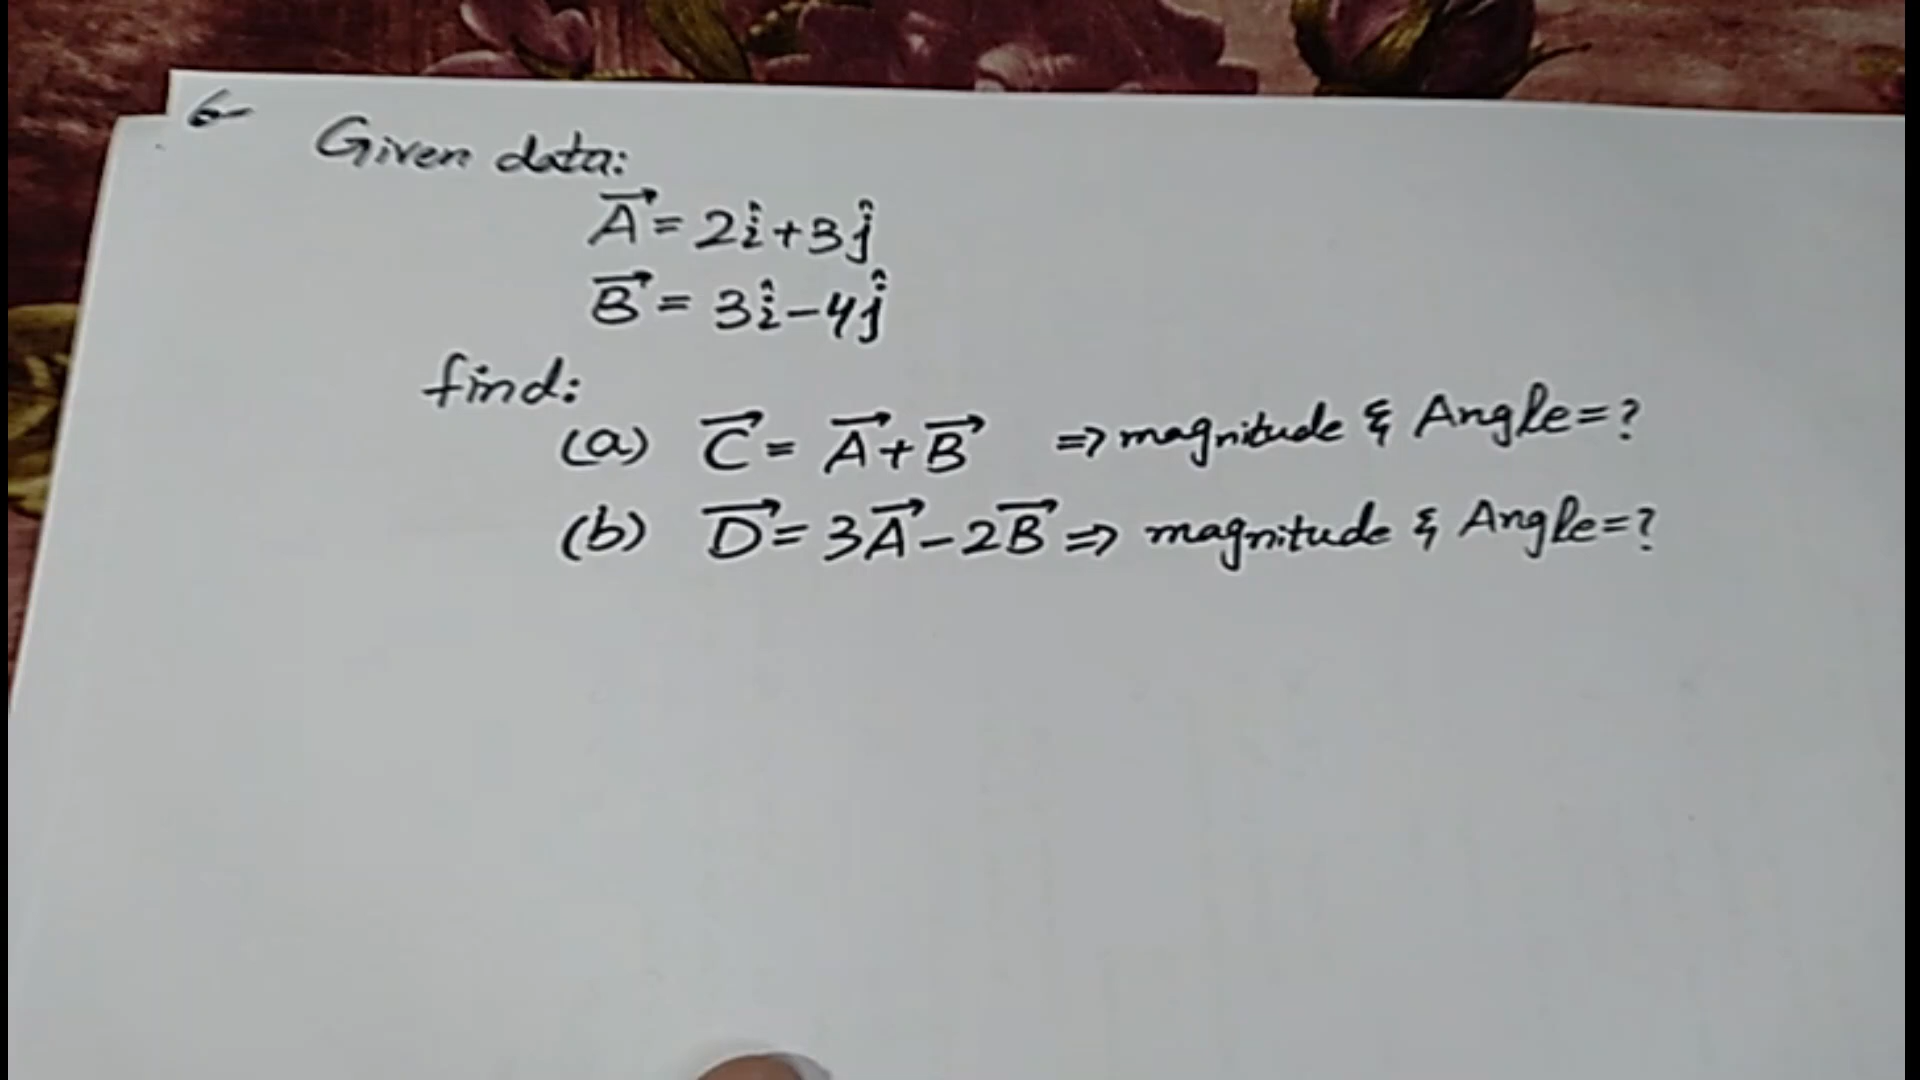 6-
Given data:
A⃗ = 2î+3ĵ
B⃗ = 3î-4ĵ
find:
(a) C⃗ = A⃗+B⃗ => magnitude & Angle=?
(b) D⃗ = 3A⃗-2B⃗ => magnitude & Angle=?